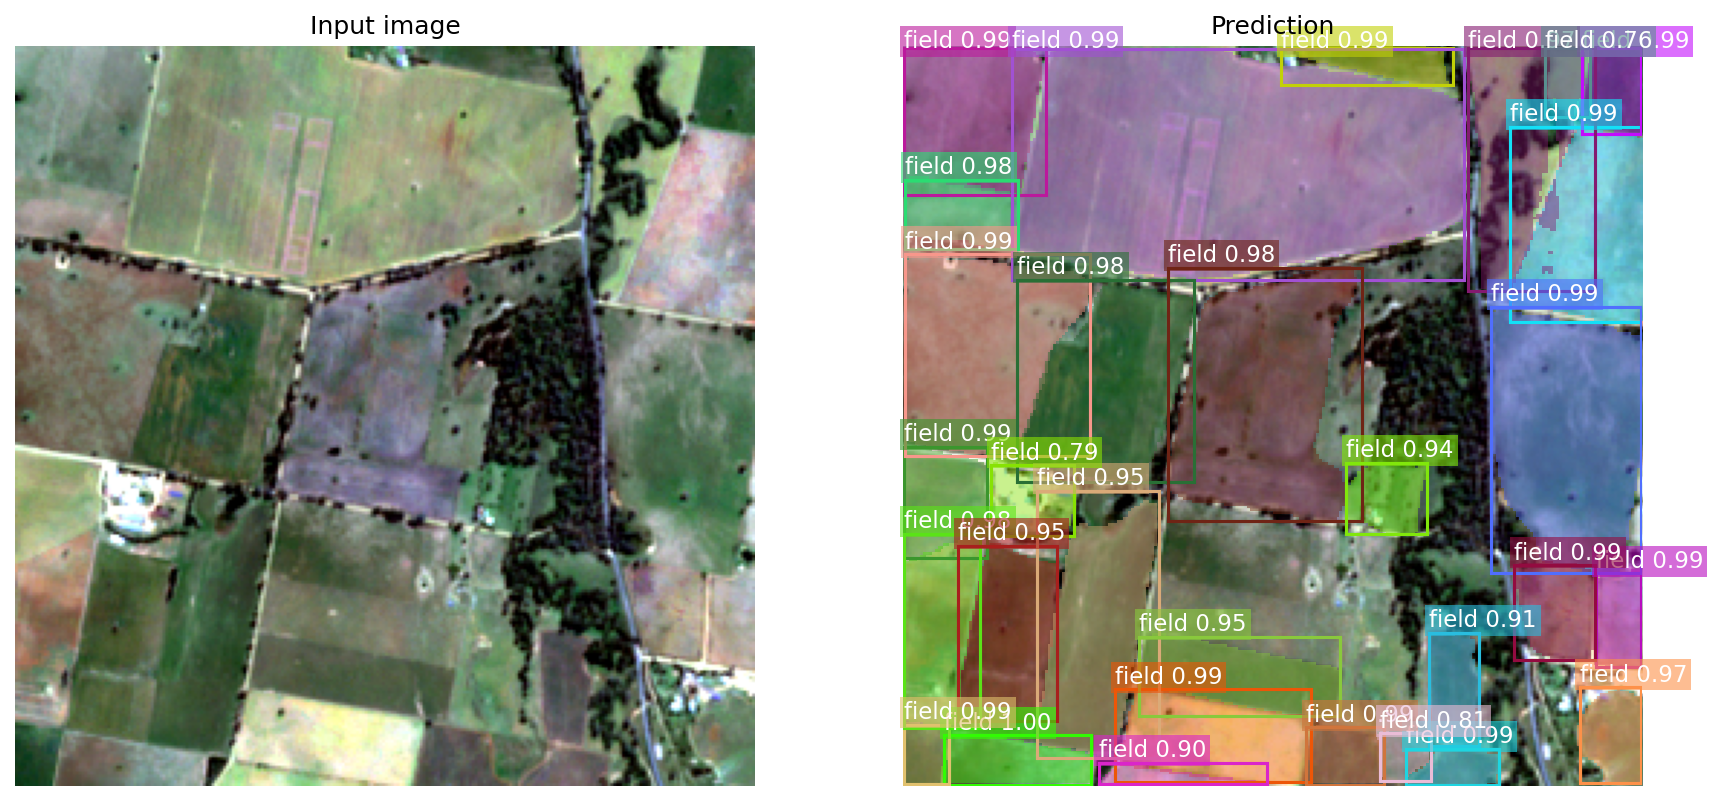 Input image
Prediction
field 0.99
field 0.99
field 0.99
field 0.76
field 0.99
field 0.98
field 0.99
field 0.98
field 0.98
field 0.99
field 0.99
field 0.79
field 0.94
field 0.95
field 0.95
field 0.99
field 0.91
field 0.95
field 0.99
field 0.97
field 0.99
field 1.00
field 0.81
field 0.99
field 0.90